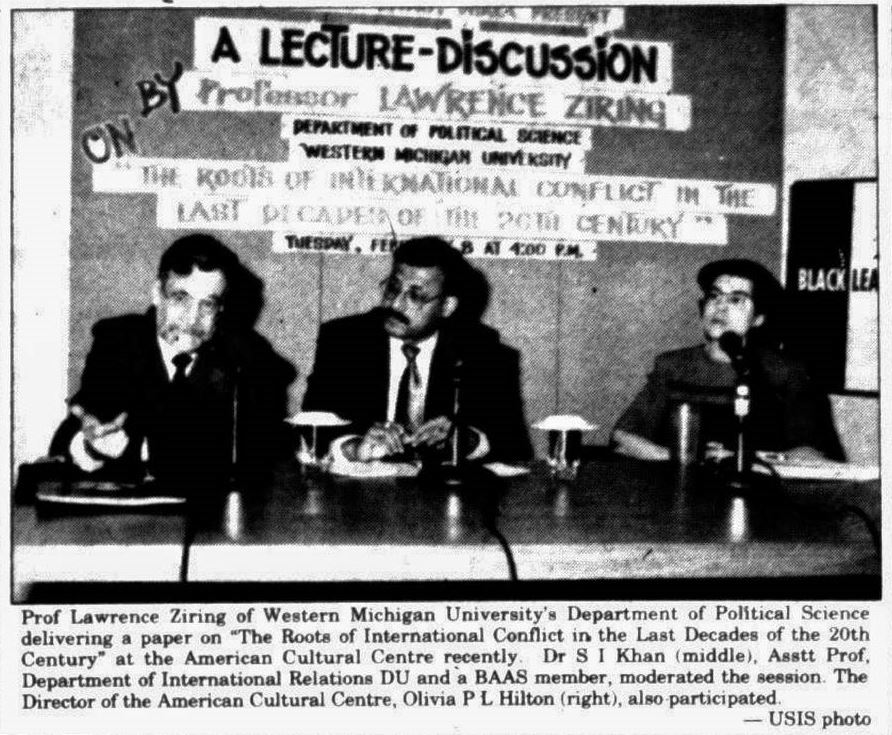 PRESENT
A LECTURE-DISCUSSION
BY Professor LAWRENCE ZIRING
DEPARTMENT OF POLITICAL SCIENCE
WESTERN MICHIGAN UNIVERSITY
ON
"THE ROOTS OF INTERNATIONAL CONFLICT IN THE
LAST DECADES OF THE 20TH CENTURY"
TUESDAY, 8 AT 4:00 P.M.
BLACK LEA
Prof Lawrence Ziring of Western Michigan University's Department of Political Science
delivering a paper on "The Roots of International Conflict in the Last Decades of the 20th
Century" at the American Cultural Centre recently. Dr S I Khan (middle), Asstt Prof,
Department of International Relations DU and a BAAS member, moderated the session. The
Director of the American Cultural Centre, Olivia P L Hilton (right), also participated.
— USIS photo